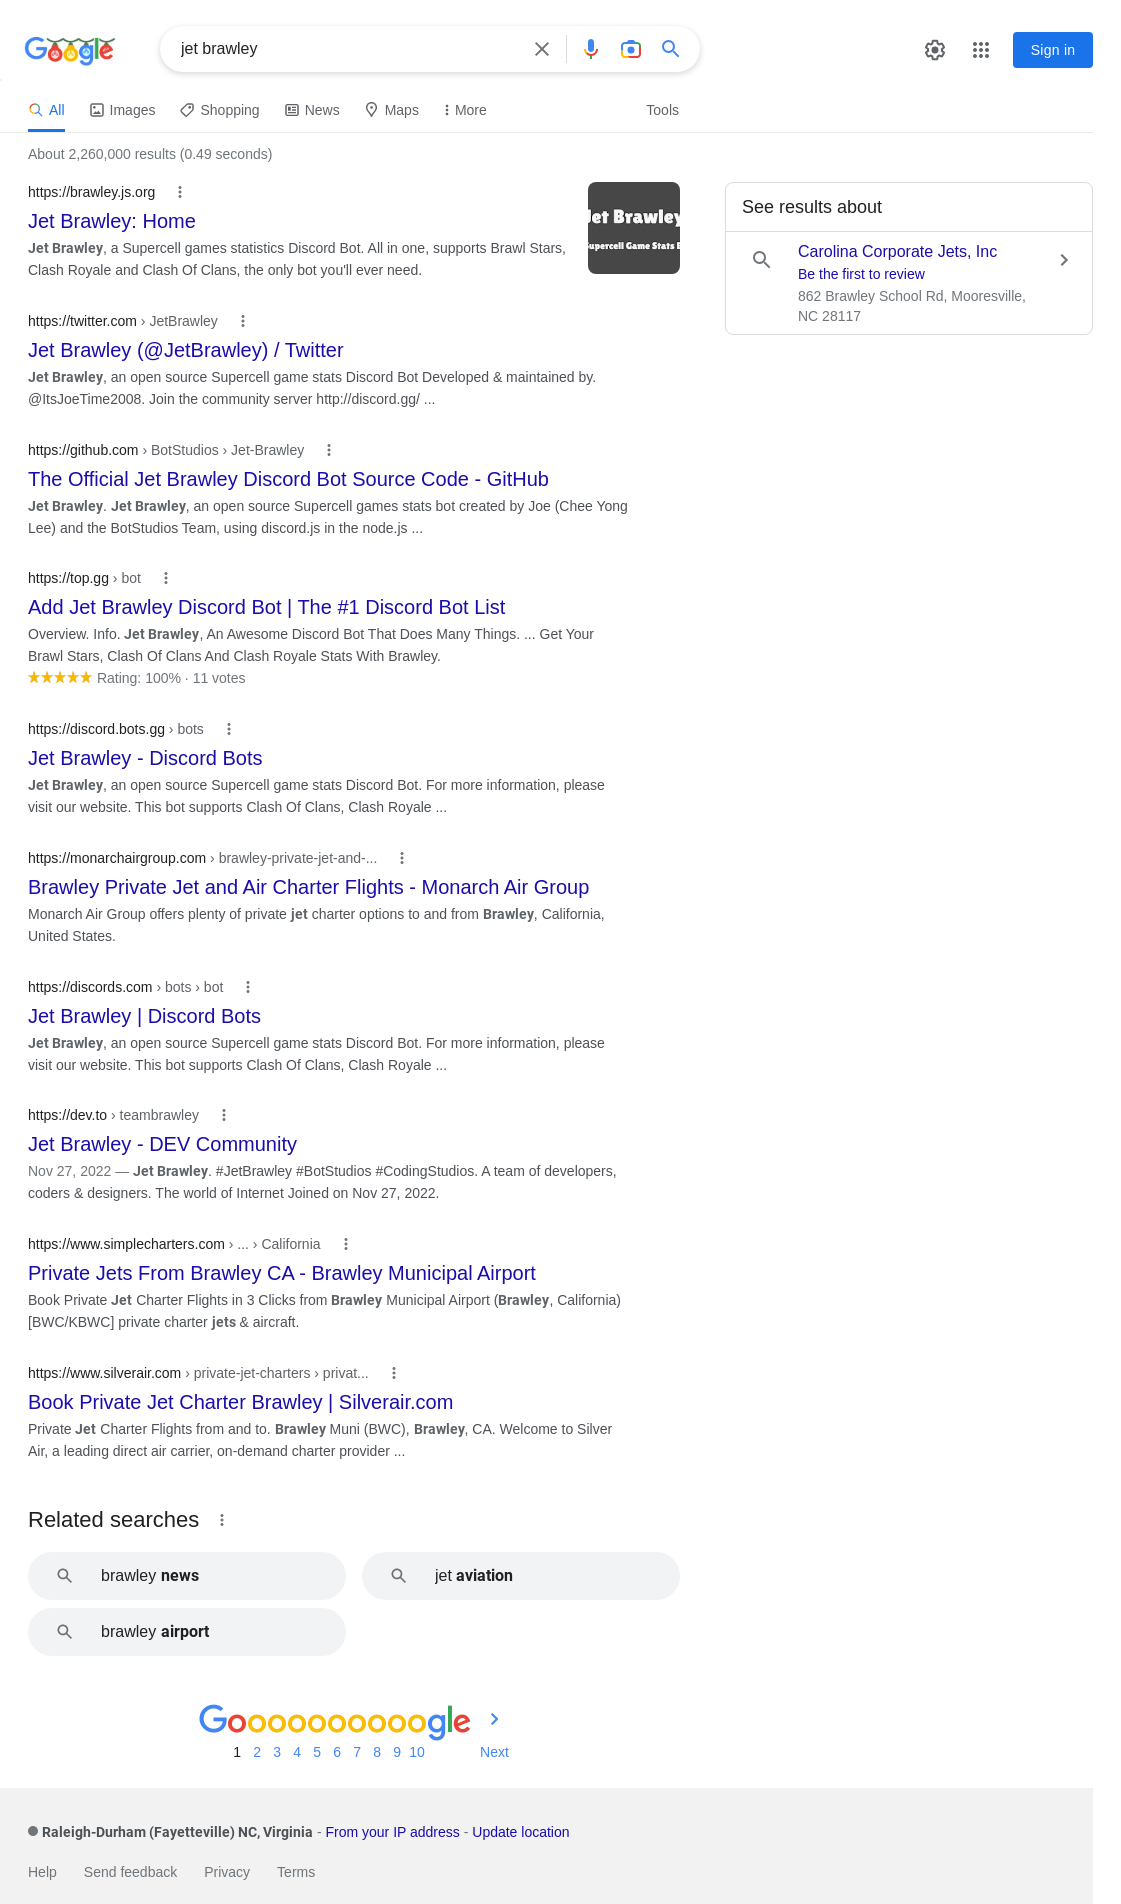 Google
jet brawley
Sign in
All Images Shopping News Maps More Tools
About 2,260,000 results (0.49 seconds)
https://brawley.js.org
Jet Brawley: Home
Jet Brawley, a Supercell games statistics Discord Bot. All in one, supports Brawl Stars,
Clash Royale and Clash Of Clans, the only bot you'll ever need.
Jet Brawley
Supercell Game Stats B
See results about
Carolina Corporate Jets, Inc
Be the first to review
862 Brawley School Rd, Mooresville,
NC 28117
https://twitter.com › JetBrawley
Jet Brawley (@JetBrawley) / Twitter
Jet Brawley, an open source Supercell game stats Discord Bot Developed & maintained by.
@ItsJoeTime2008. Join the community server http://discord.gg/ ...
https://github.com › BotStudios › Jet-Brawley
The Official Jet Brawley Discord Bot Source Code - GitHub
Jet Brawley. Jet Brawley, an open source Supercell games stats bot created by Joe (Chee Yong
Lee) and the BotStudios Team, using discord.js in the node.js ...
https://top.gg › bot
Add Jet Brawley Discord Bot | The #1 Discord Bot List
Overview. Info. Jet Brawley, An Awesome Discord Bot That Does Many Things. ... Get Your
Brawl Stars, Clash Of Clans And Clash Royale Stats With Brawley.
Rating: 100% · 11 votes
https://discord.bots.gg › bots
Jet Brawley - Discord Bots
Jet Brawley, an open source Supercell game stats Discord Bot. For more information, please
visit our website. This bot supports Clash Of Clans, Clash Royale ...
https://monarchairgroup.com › brawley-private-jet-and-...
Brawley Private Jet and Air Charter Flights - Monarch Air Group
Monarch Air Group offers plenty of private jet charter options to and from Brawley, California,
United States.
https://discords.com › bots › bot
Jet Brawley | Discord Bots
Jet Brawley, an open source Supercell game stats Discord Bot. For more information, please
visit our website. This bot supports Clash Of Clans, Clash Royale ...
https://dev.to › teambrawley
Jet Brawley - DEV Community
Nov 27, 2022 — Jet Brawley. #JetBrawley #BotStudios #CodingStudios. A team of developers,
coders & designers. The world of Internet Joined on Nov 27, 2022.
https://www.simplecharters.com › ... › California
Private Jets From Brawley CA - Brawley Municipal Airport
Book Private Jet Charter Flights in 3 Clicks from Brawley Municipal Airport (Brawley, California)
[BWC/KBWC] private charter jets & aircraft.
https://www.silverair.com › private-jet-charters › privat...
Book Private Jet Charter Brawley | Silverair.com
Private Jet Charter Flights from and to. Brawley Muni (BWC), Brawley, CA. Welcome to Silver
Air, a leading direct air carrier, on-demand charter provider ...
Related searches
brawley news
jet aviation
brawley airport
Goooooooooogle
1 2 3 4 5 6 7 8 9 10 Next
Raleigh-Durham (Fayetteville) NC, Virginia - From your IP address - Update location
Help Send feedback Privacy Terms